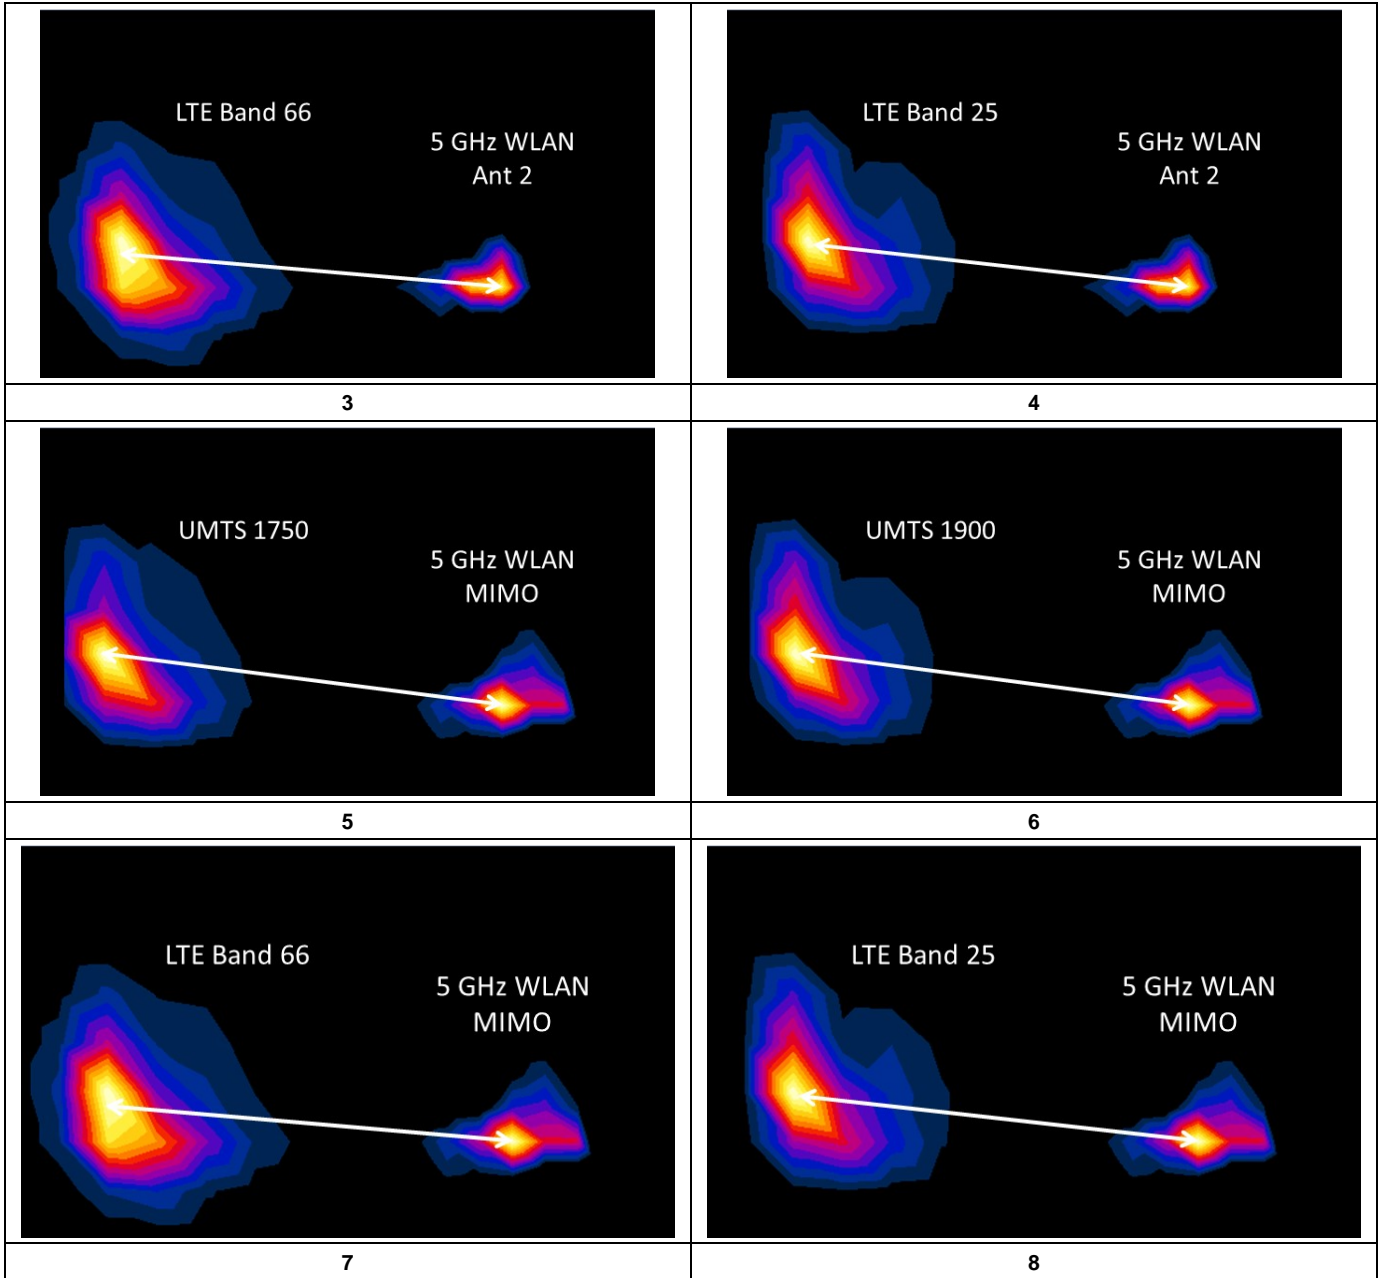 LTE Band 66
5 GHz WLAN
Ant 2
LTE Band 25
5 GHz WLAN
Ant 2
3
4
UMTS 1750
5 GHz WLAN
MIMO
UMTS 1900
5 GHz WLAN
MIMO
5
6
LTE Band 66
5 GHz WLAN
MIMO
LTE Band 25
5 GHz WLAN
MIMO
7
8